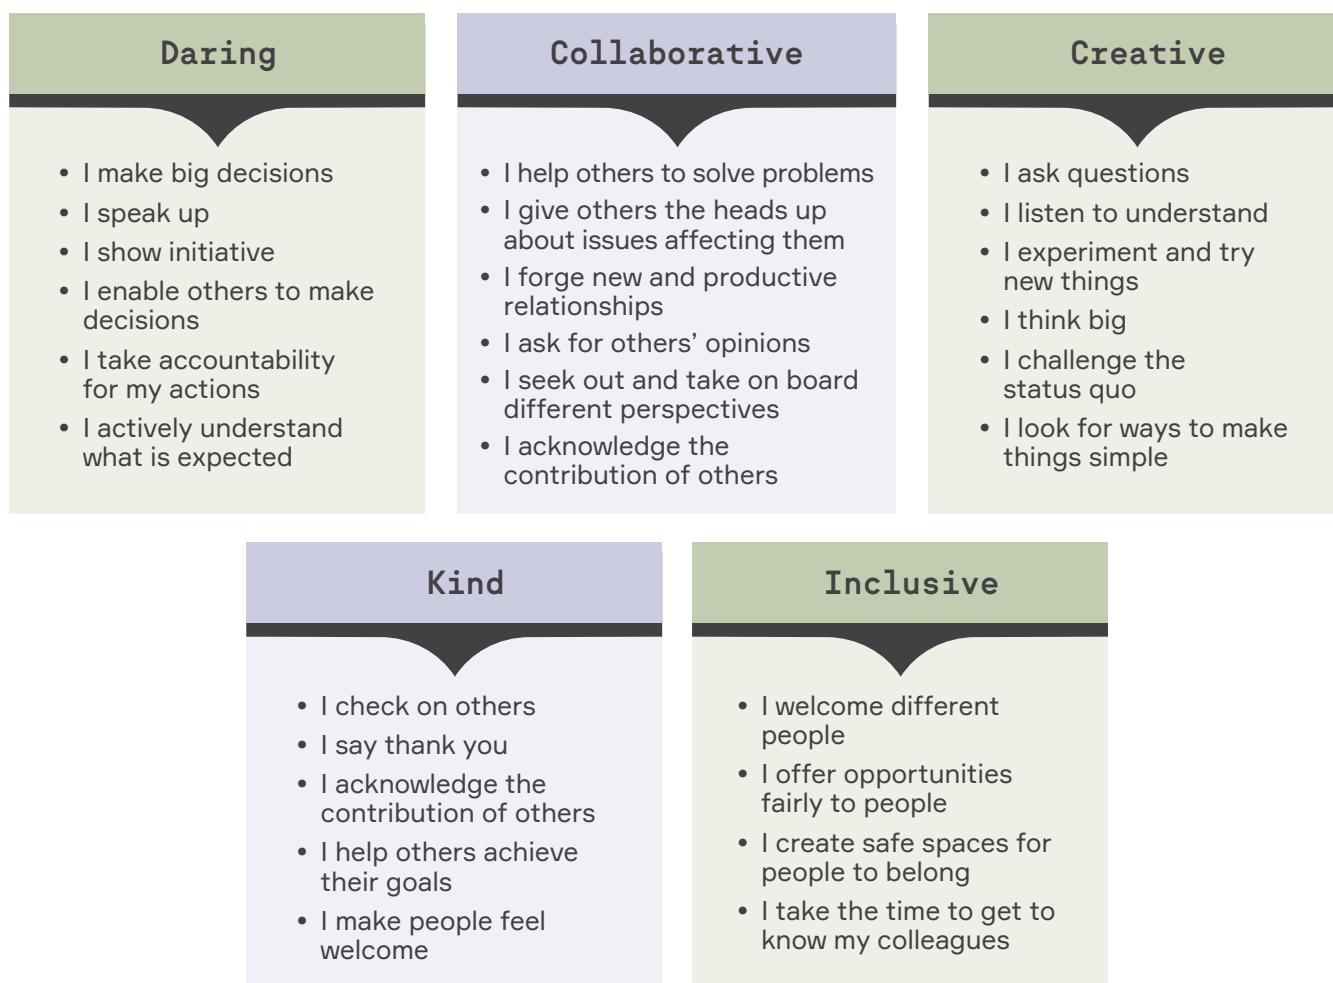 Daring
• I make big decisions
• I speak up
• I show initiative
• I enable others to make
decisions
• I take accountability
for my actions
• I actively understand
what is expected
Collaborative
• I help others to solve problems
• I give others the heads up
about issues affecting them
• I forge new and productive
relationships
• I ask for others’ opinions
• I seek out and take on board
different perspectives
• I acknowledge the
contribution of others
Creative
• I ask questions
• I listen to understand
• I experiment and try
new things
• I think big
• I challenge the
status quo
• I look for ways to make
things simple
Kind
• I check on others
• I say thank you
• I acknowledge the
contribution of others
• I help others achieve
their goals
• I make people feel
welcome
Inclusive
• I welcome different
people
• I offer opportunities
fairly to people
• I create safe spaces for
people to belong
• I take the time to get to
know my colleagues